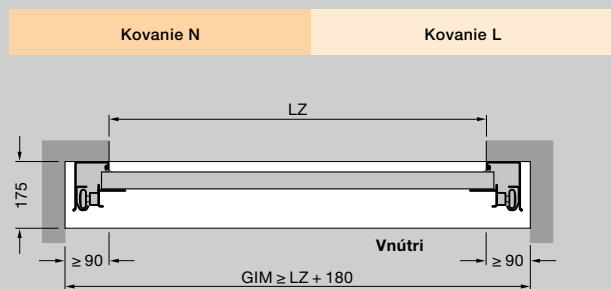 Kovanie N Kovanie L
LZ
175
Vnútri
≥ 90 ≥ 90
GIM ≥ LZ + 180